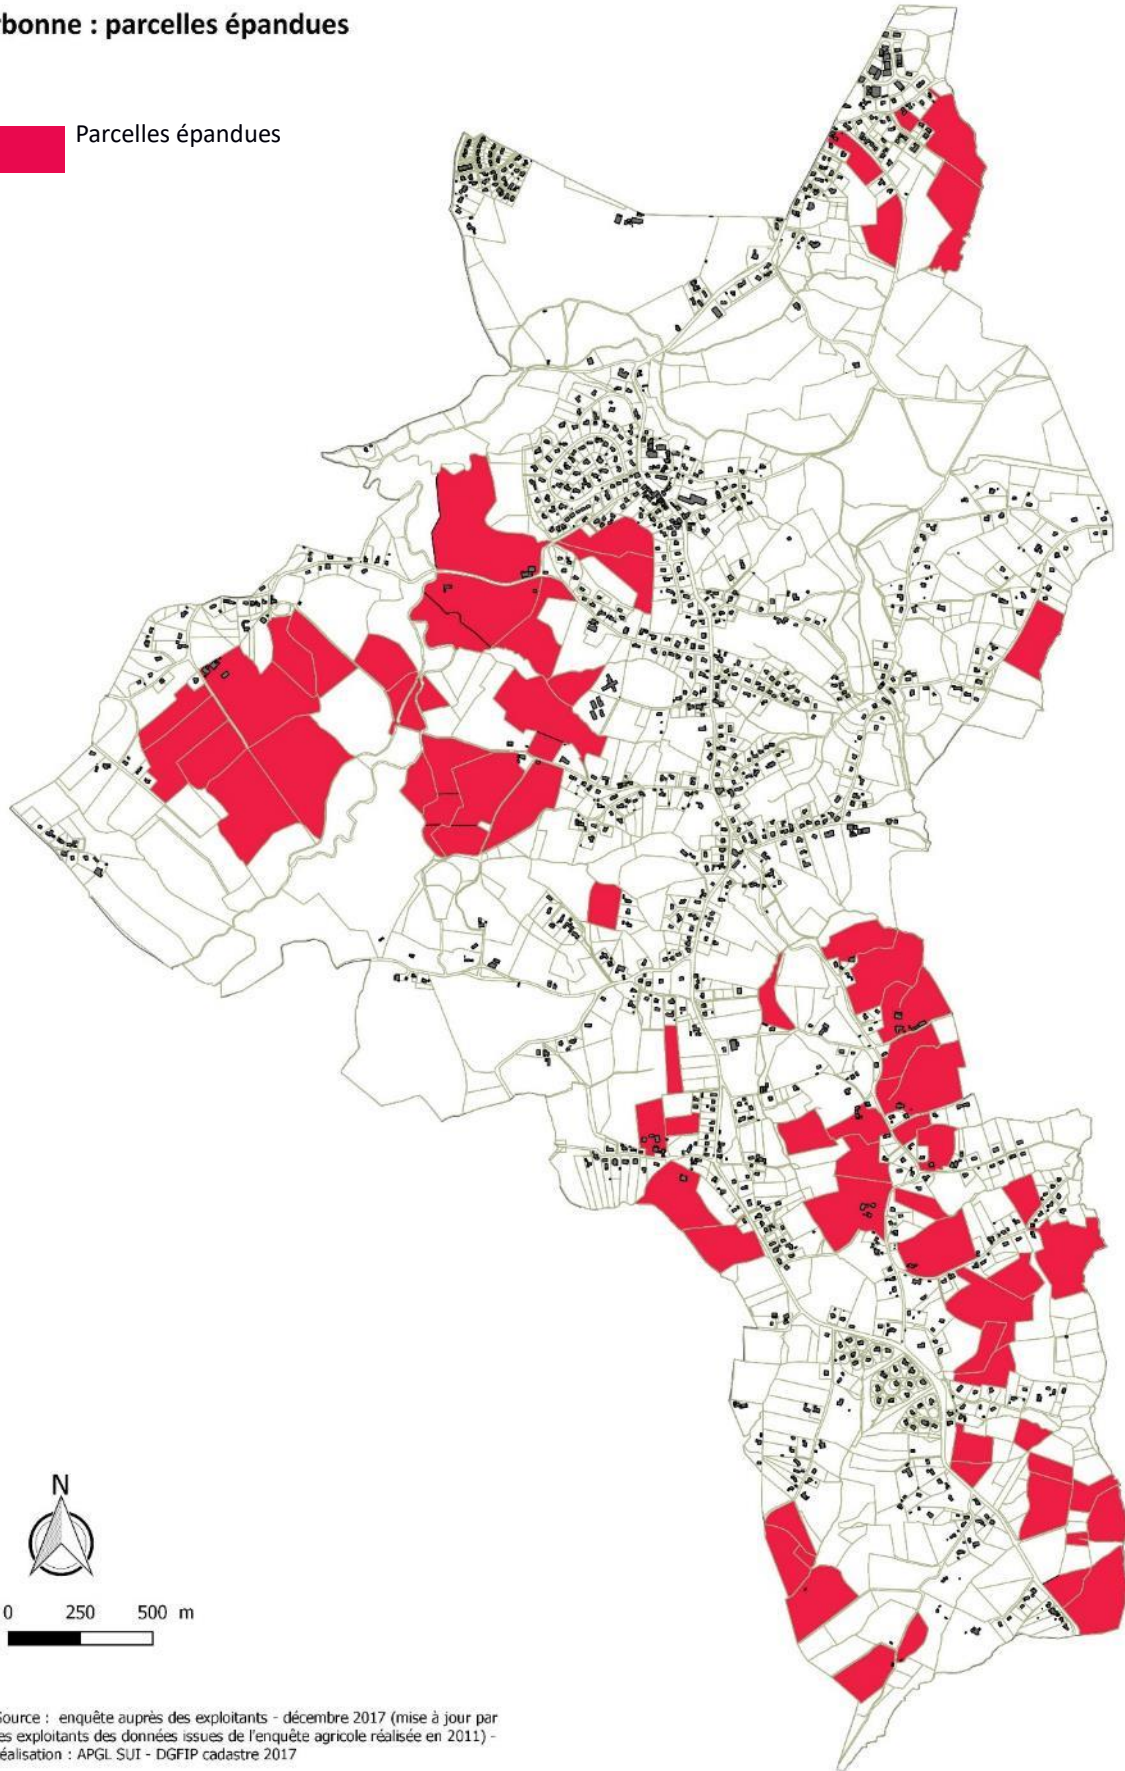 rbonne : parcelles épandues
Parcelles épandues
N
0 250 500 m
Source : enquête auprès des exploitants - décembre 2017 (mise à jour par
es exploitants des données issues de l'enquête agricole réalisée en 2011) -
éalisation : APGL SUI - DGFIP cadastre 2017